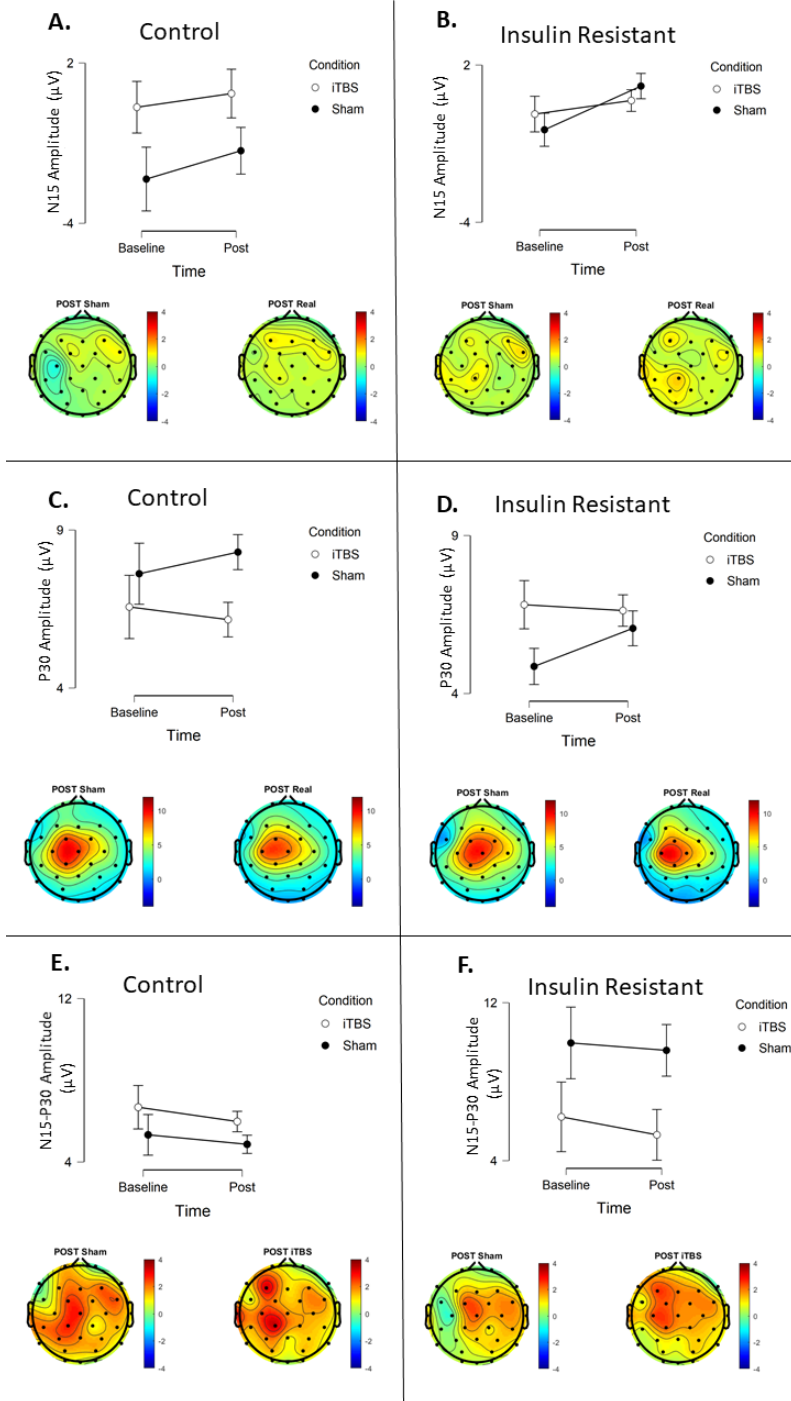 A.
Control
N15 Amplitude (μV)
2
-4
Condition
iTBS
Sham
Baseline
Post
Time
POST Sham
4
2
0
-2
-4
POST Real
4
2
0
-2
-4
B.
Insulin Resistant
N15 Amplitude (μV)
2
-4
Condition
iTBS
Sham
Baseline
Post
Time
POST Sham
4
2
0
-2
-4
POST Real
4
2
0
-2
-4
C.
Control
P30 Amplitude (μV)
9
4
Condition
iTBS
Sham
Baseline
Post
Time
POST Sham
10
5
0
POST Real
10
5
0
D.
Insulin Resistant
P30 Amplitude (μV)
9
4
Condition
iTBS
Sham
Baseline
Post
Time
POST Sham
10
5
0
POST Real
10
5
0
E.
Control
N15-P30 Amplitude
(μV)
12
4
Condition
iTBS
Sham
Baseline
Post
Time
POST Sham
4
2
0
-2
-4
POST iTBS
4
2
0
-2
-4
F.
Insulin Resistant
N15-P30 Amplitude
(μV)
12
4
Condition
iTBS
Sham
Baseline
Post
Time
POST Sham
4
2
0
-2
-4
POST iTBS
4
2
0
-2
-4